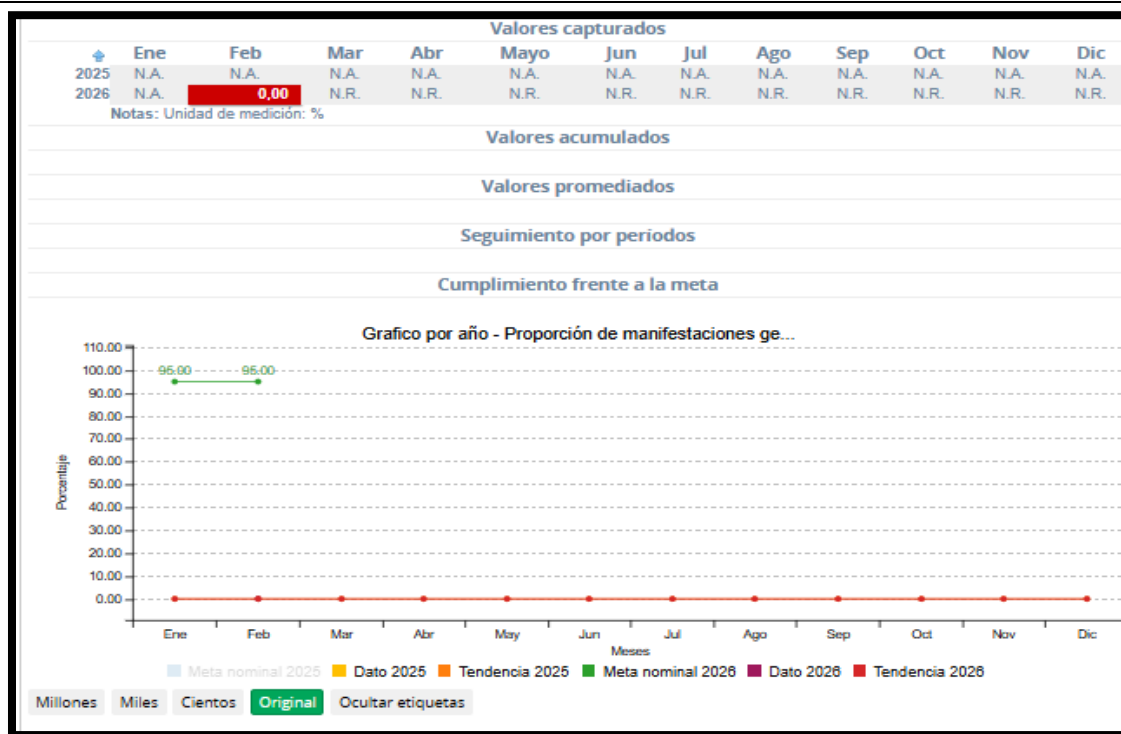 Valores capturados
Ene Feb Mar Abr Mayo Jun Jul Ago Sep Oct Nov Dic
2025 N.A. N.A. N.A. N.A. N.A. N.A. N.A. N.A. N.A. N.A. N.A. N.A.
2026 N.A. 0,00 N.R. N.R. N.R. N.R. N.R. N.R. N.R. N.R. N.R. N.R.
Notas: Unidad de medición: %
Valores acumulados
Valores promediados
Seguimiento por períodos
Cumplimiento frente a la meta
Grafico por año - Proporción de manifestaciones ge...
110.00
100.00
95.00 95.00
90.00
80.00
70.00
60.00
50.00
40.00
30.00
20.00
10.00
0.00
Porcentaje
Ene Feb Mar Abr May Jun Jul Ago Sep Oct Nov Dic
Meses
Meta nominal 2025 Dato 2025 Tendencia 2025 Meta nominal 2026 Dato 2026 Tendencia 2026
Millones Miles Cientos Original Ocultar etiquetas